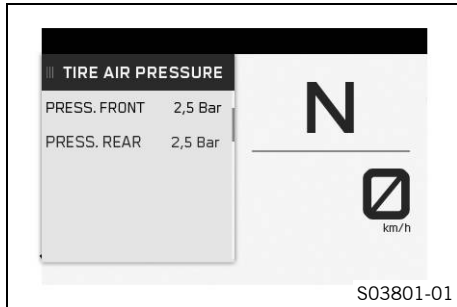 TIRE AIR PRESSURE
PRESS. FRONT 2,5 Bar
PRESS. REAR 2,5 Bar
N
0
km/h
S03801-01